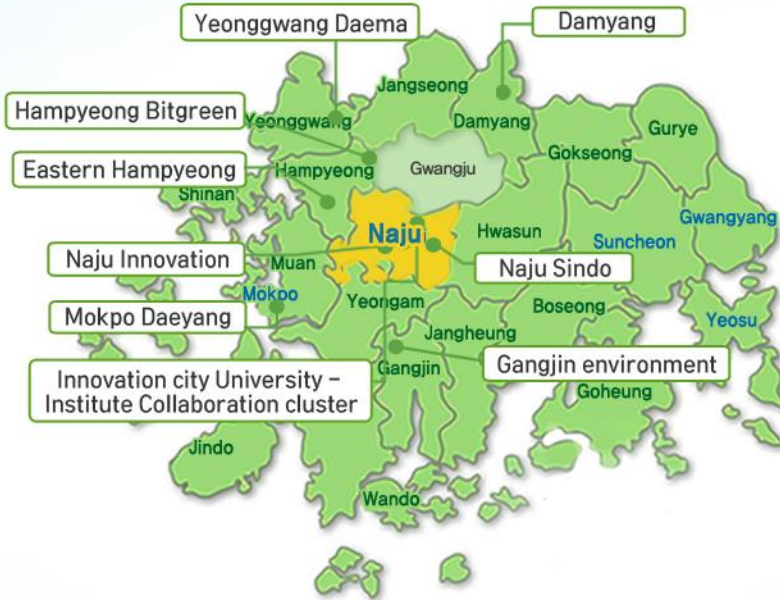 Yeonggwang Daema
Damyang
Jangseong
Hampyeong Bitgreen
Yeonggwang
Damyang
Gurye
Gokseong
Eastern Hampyeong
Hampyeong
Gwangju
Shinan
Gwangyang
Naju
Hwasun
Suncheon
Naju Innovation
Muan
Naju Sindo
Mokpo
Yeongam
Boseong
Mokpo Daeyang
Jangheung
Yeosu
Innovation city University –
Institute Collaboration cluster
Gangjin
Gangjin environment
Goheung
Jindo
Wando